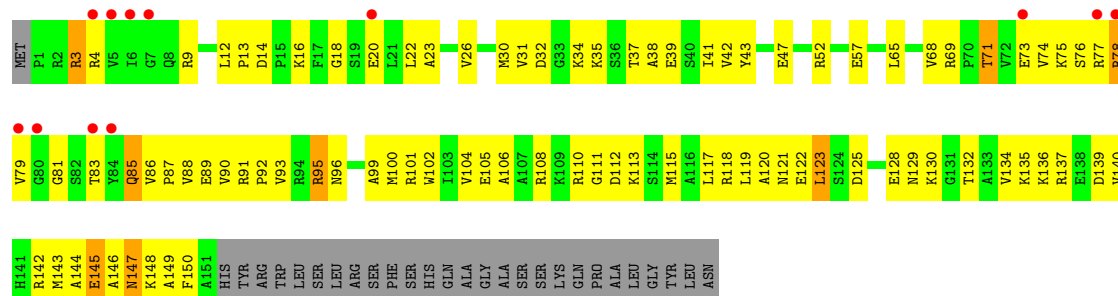 MET P1 R2 R3 R4 V5 I6 G7 Q8 R9 L12 P13 D14 P15 K16 F17 G18 S19 E20 L21 L22 A23 V26 M30 V31 D32 G33 K34 K35 S36 T37 A38 E39 S40 I41 V42 Y43 E47 R52 E57 L65 V68 R69 P70 T71 V72 E73 V74 K75 S76 R77 R78
V79 G80 G81 S82 T83 Y84 Q85 V86 P87 V88 E89 V90 R91 P92 V93 R94 R95 N96 A99 M100 R101 W102 I103 V104 E105 A106 A107 R108 K109 R110 G111 D112 K113 S114 M115 A116 L117 R118 L119 A120 N121 E122 L123 S124 D125 E128 N129 K130 G131 T132 A133 V134 K135 K136 R137 E138 D139 V140
H141 R142 M143 A144 E145 A146 N147 K148 A149 F150 A151 HIS TYR ARG TRP LEU SER LEU ARG SER PHE SER HIS GLN ALA GLY ALA SER SER LYS GLN PRO ALA LEU GLY TYR LEU ASN